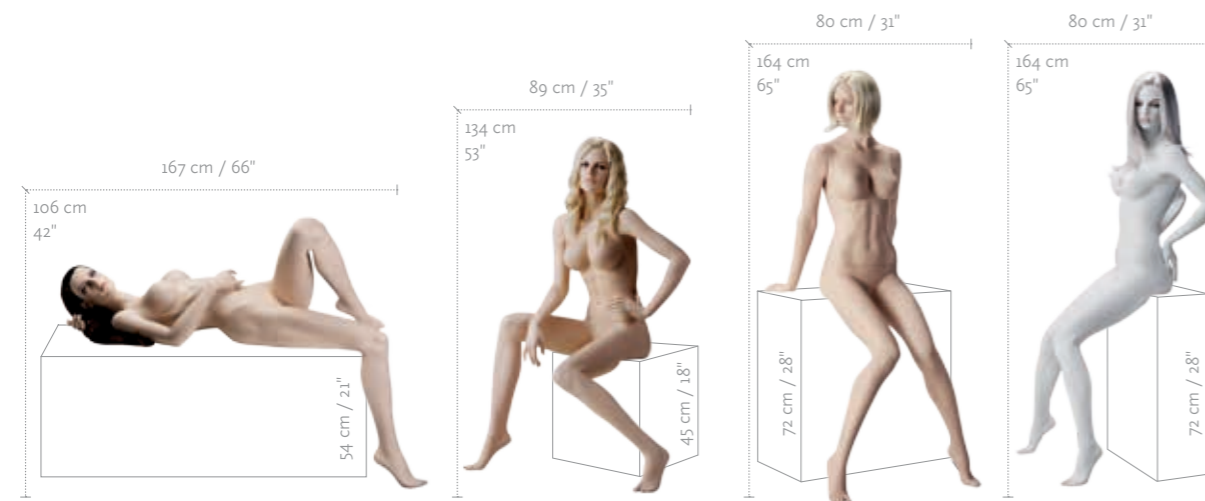 167 cm / 66"
106 cm
42"
54 cm / 21"
89 cm / 35"
134 cm
53"
45 cm / 18"
80 cm / 31"
164 cm
65"
72 cm / 28"
80 cm / 31"
164 cm
65"
72 cm / 28"